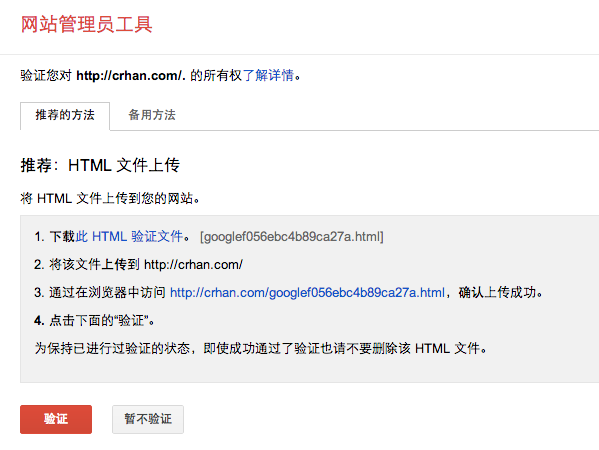 网站管理员工具
验证您对 http://crhan.com/. 的所有权了解详情。
推荐的方法 备用方法
推荐：HTML 文件上传
将 HTML 文件上传到您的网站。
1. 下载此 HTML 验证文件。 [googlef056ebc4b89ca27a.html]
2. 将该文件上传到 http://crhan.com/
3. 通过在浏览器中访问 http://crhan.com/googlef056ebc4b89ca27a.html，确认上传成功。
4. 点击下面的“验证”。
为保持已进行过验证的状态，即使成功通过了验证也请不要删除该 HTML 文件。
验证 暂不验证